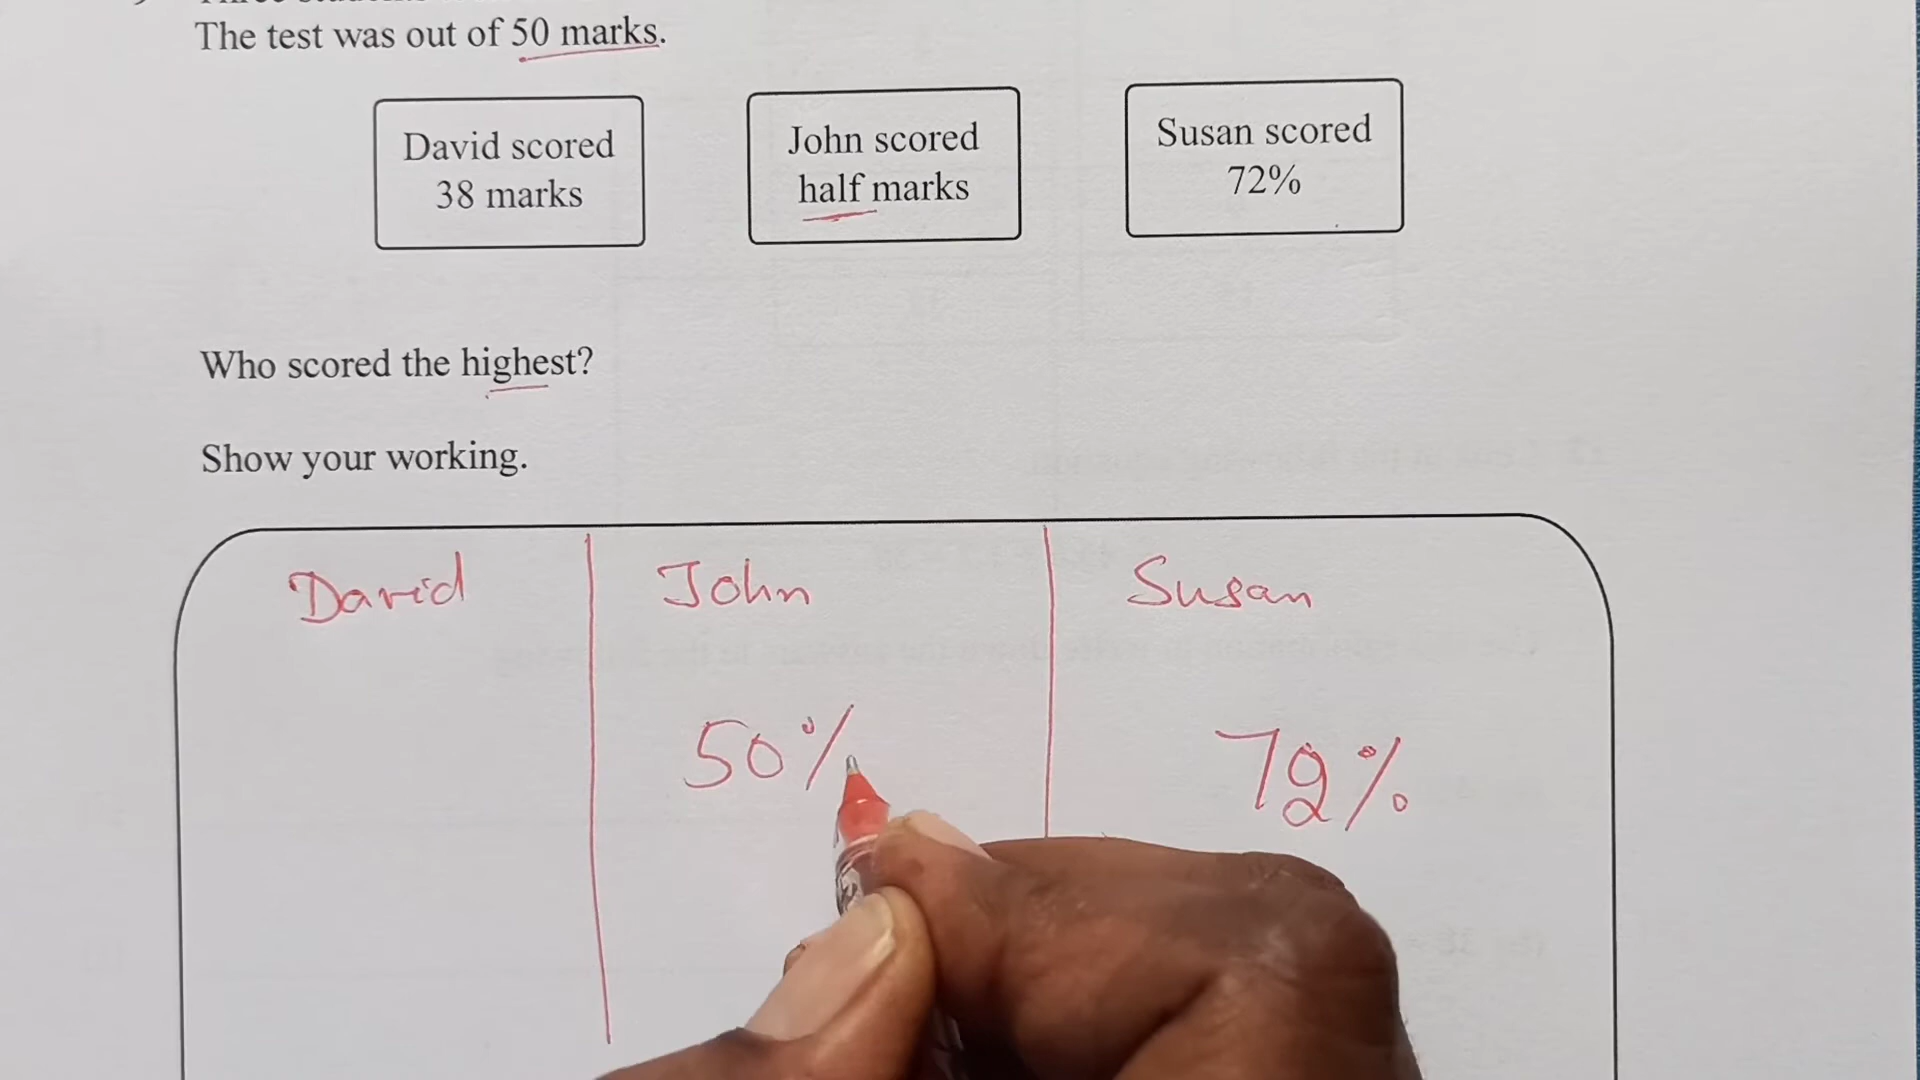 The test was out of 50 marks.
David scored
38 marks
John scored
half marks
Susan scored
72%
Who scored the highest?
Show your working.
David
John
Susan
50%
72%